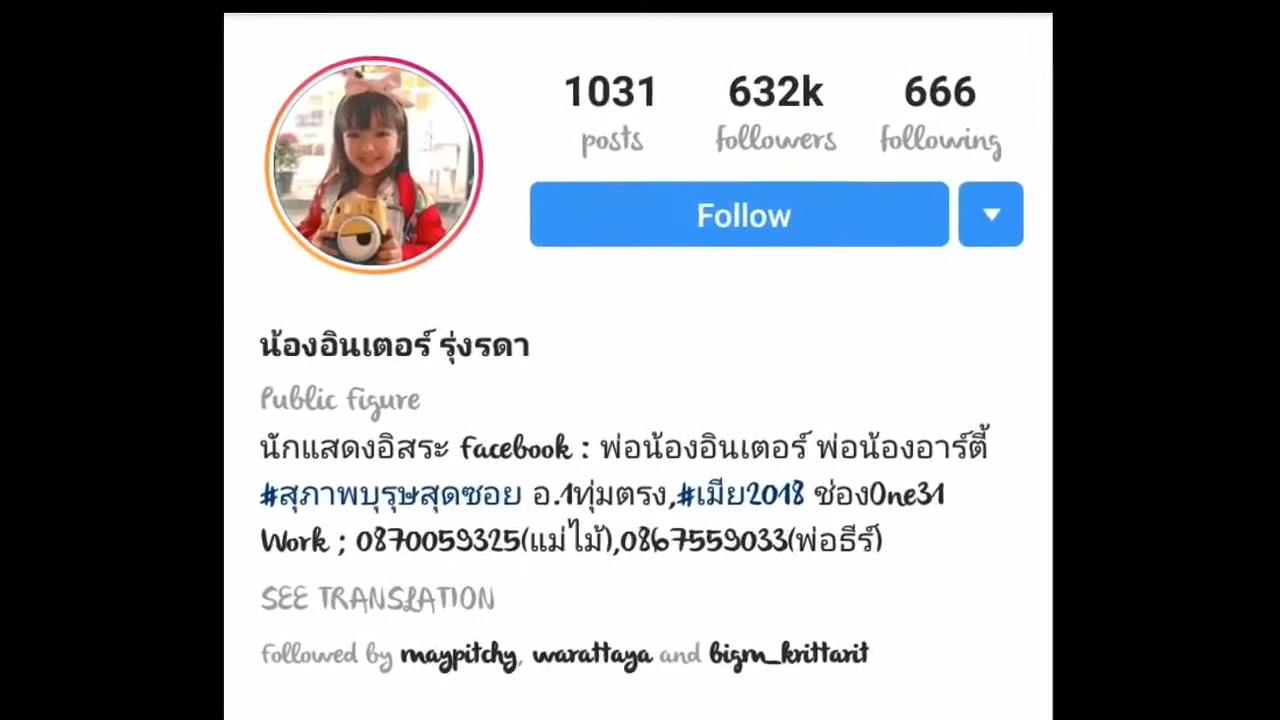 1031 632k 666
posts followers following
Follow
น้องอินเตอร์ รุ่งรดา
Public figure
นักแสดงอิสระ Facebook : พ่อน้องอินเตอร์ พ่อน้องอาร์ตี้
#สุภาพบุรุษสุดซอย อ.1ทุ่มตรง,#เมีย2018 ช่องOne31
Work ; 0870059325(แม่ไม้),0867559033(พ่อธีร์)
SEE TRANSLATION
Followed by maypitchy, warattaya and bigm_krittarit